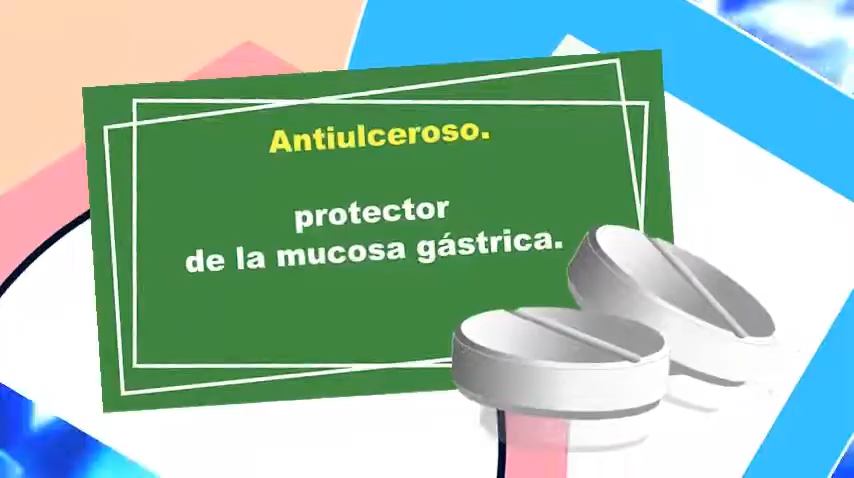 Antiulceroso.
protector
de la mucosa gástrica.